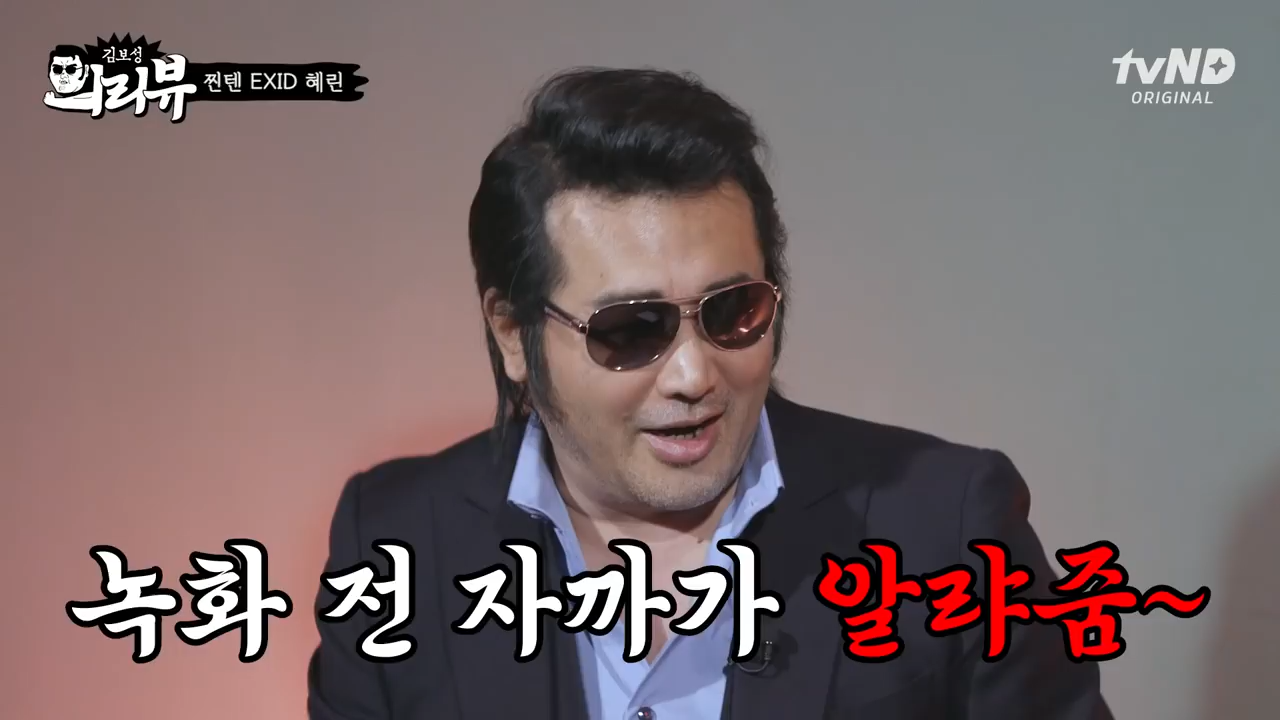 김보성
의리뷰
찐텐 EXID 혜린
tvND
ORIGINAL
녹화 전 자까가 알랴줌~